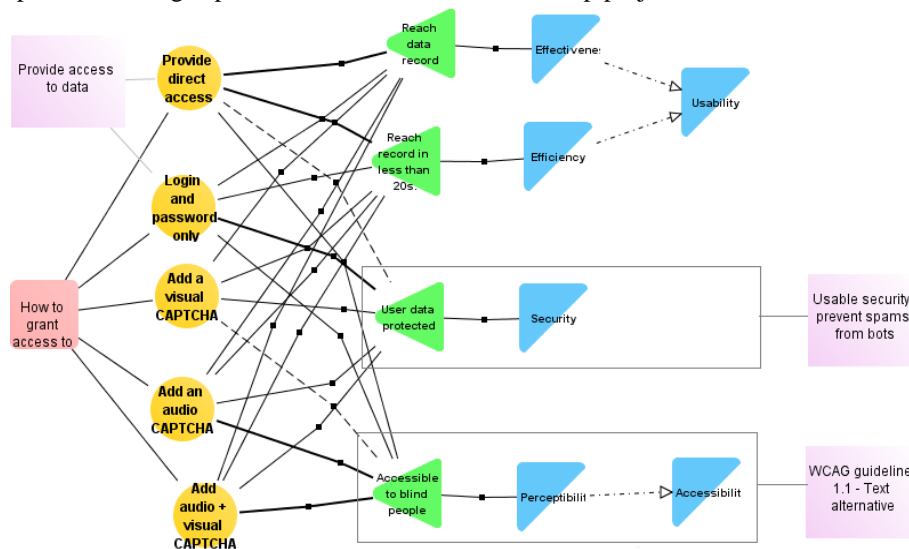 Provide access
to data
Provide
direct
access
Login
and
password
only
Add a
visual
CAPTCHA
Add an
audio
CAPTCHA
Add
audio +
visual
CAPTCHA
How to
grant
access to
Reach
data
record
Reach
record in
less than
20s.
User data
protected
Accessible
to blind
people
Effectivenes
Efficiency
Usability
Security
Perceptibilit
Accessibilit
Usable security
prevent spams
from bots
WCAG guideline
1.1 - Text
alternative